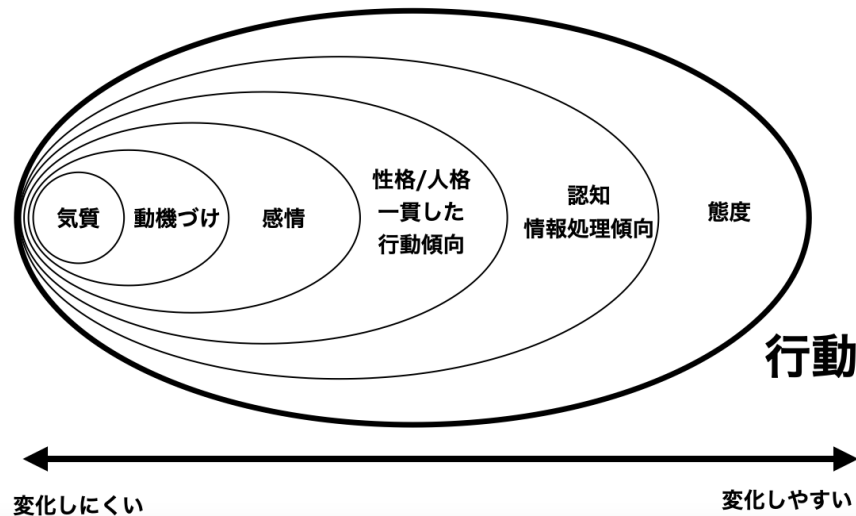 気質
動機づけ
感情
性格/人格
一貫した
行動傾向
認知
情報処理傾向
態度
行動
変化しにくい
変化しやすい